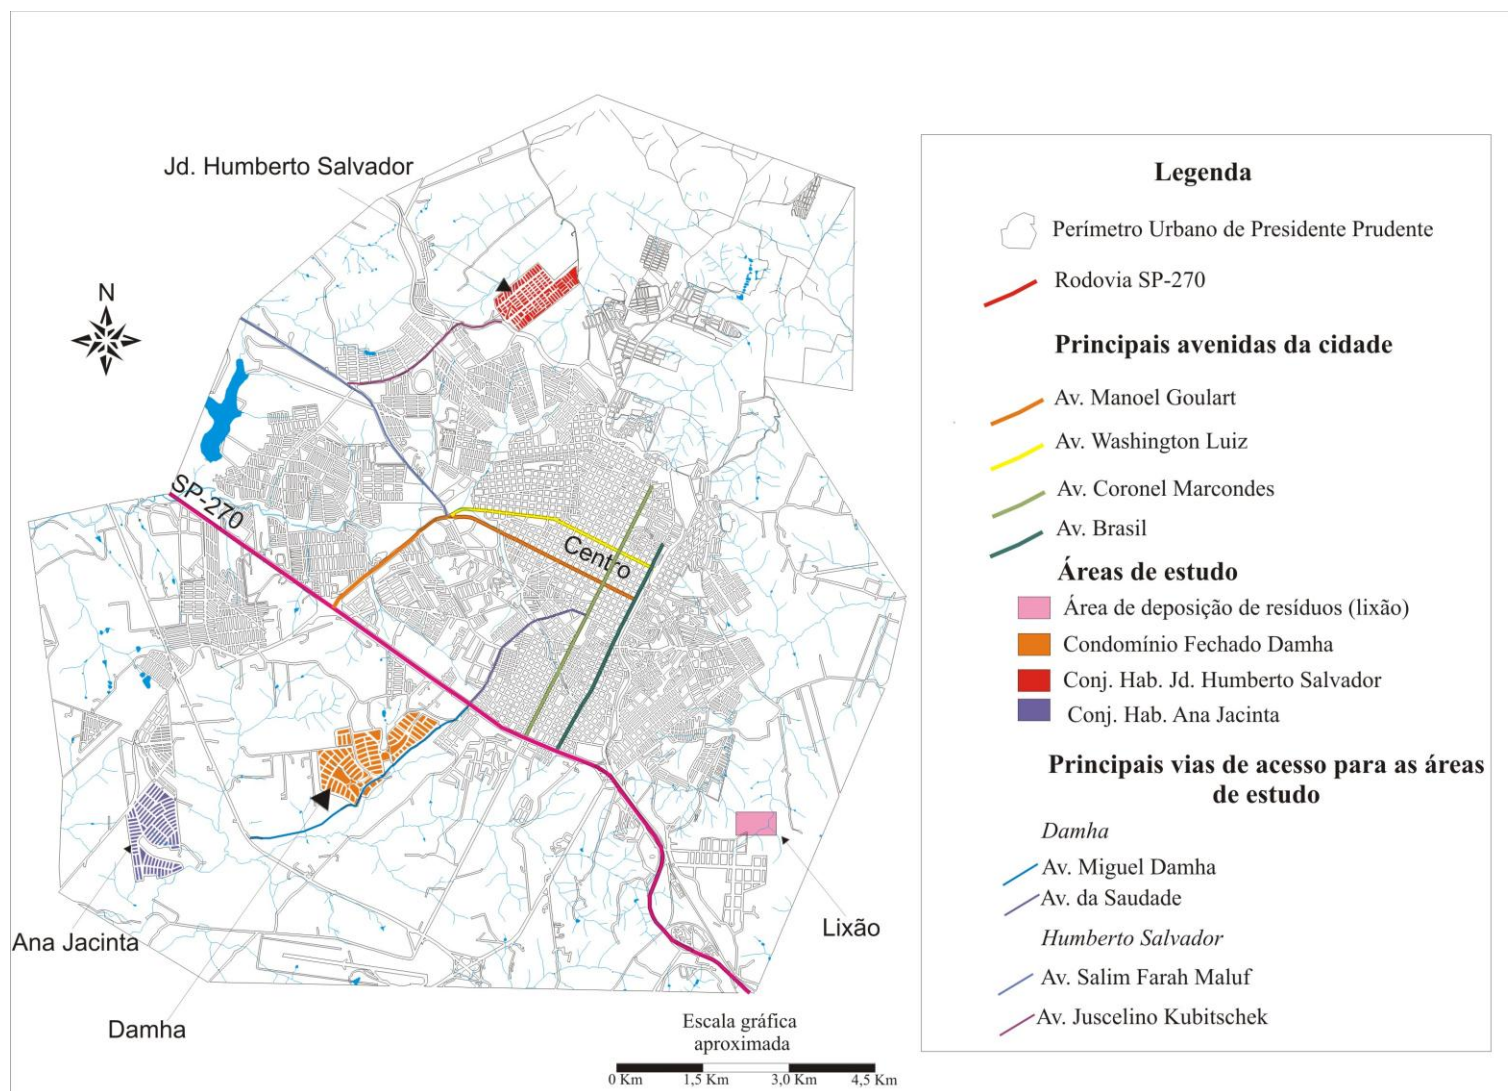 Jd. Humberto Salvador
N
SP-270
Centro
Ana Jacinta
Damha
Lixão
Escala gráfica
aproximada
0 Km 1,5 Km 3,0 Km 4,5 Km
Legenda
Perímetro Urbano de Presidente Prudente
Rodovia SP-270
Principais avenidas da cidade
Av. Manoel Goulart
Av. Washington Luiz
Av. Coronel Marcondes
Av. Brasil
Áreas de estudo
Área de deposição de resíduos (lixão)
Condomínio Fechado Damha
Conj. Hab. Jd. Humberto Salvador
Conj. Hab. Ana Jacinta
Principais vias de acesso para as áreas
de estudo
Damha
Av. Miguel Damha
Av. da Saudade
Humberto Salvador
Av. Salim Farah Maluf
Av. Juscelino Kubitschek